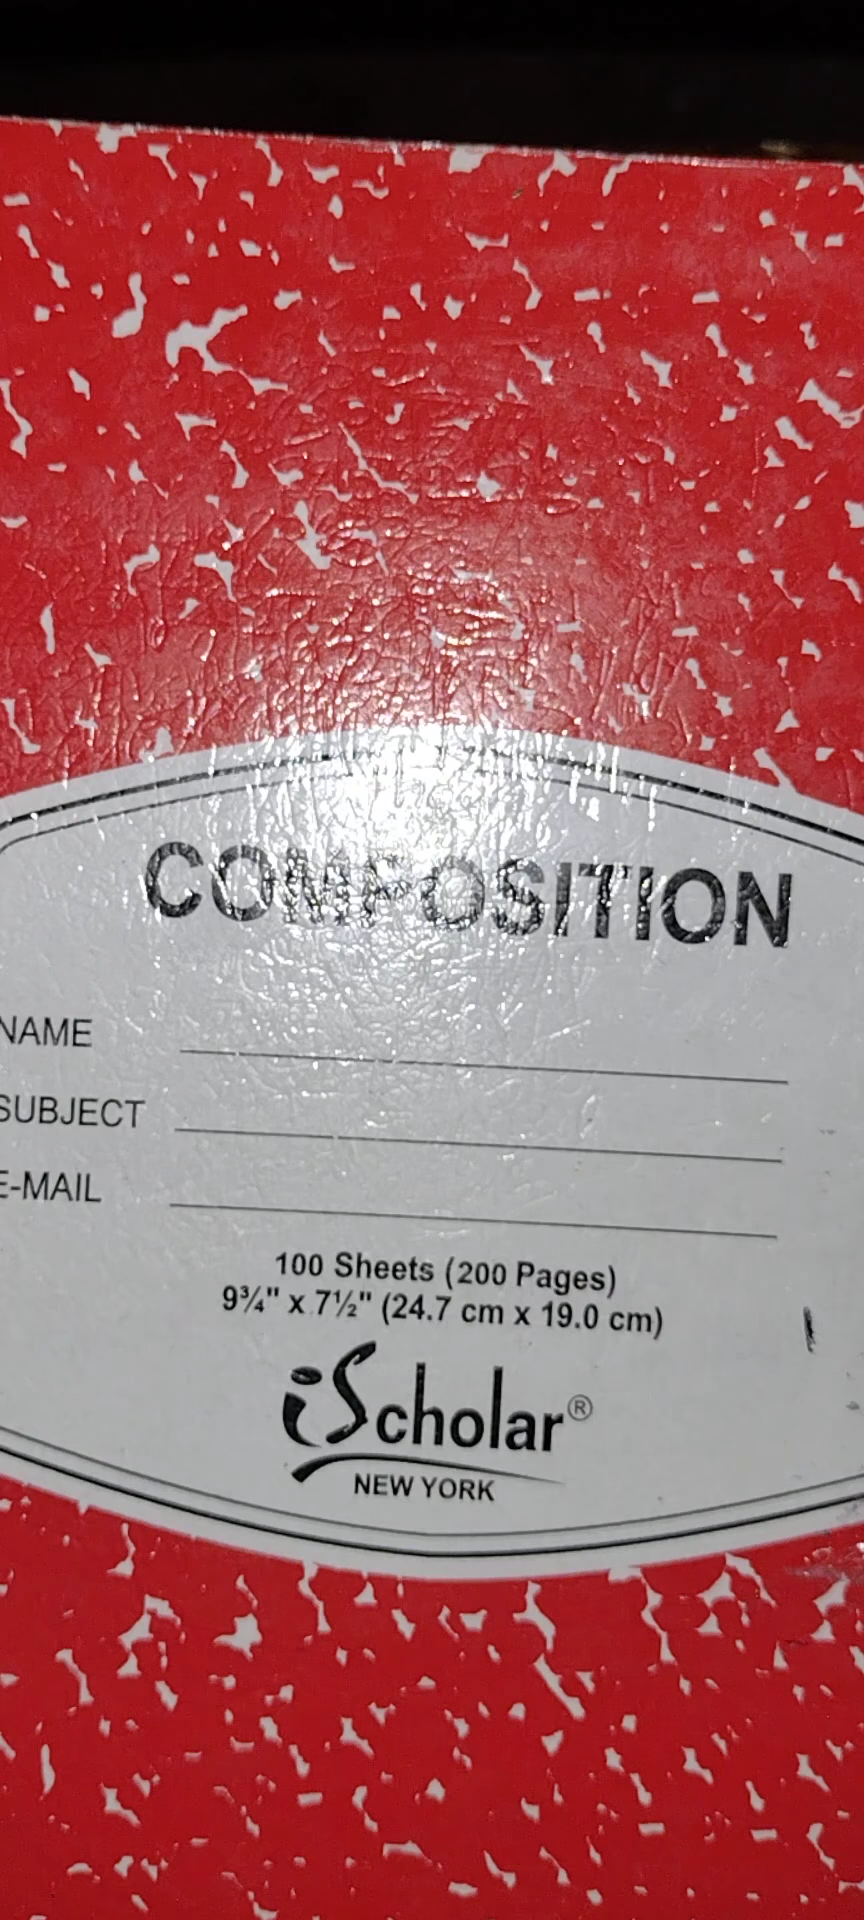 COMPOSITION
NAME
SUBJECT
E-MAIL
100 Sheets (200 Pages)
9¾" x 7½" (24.7 cm x 19.0 cm)
iScholar®
NEW YORK